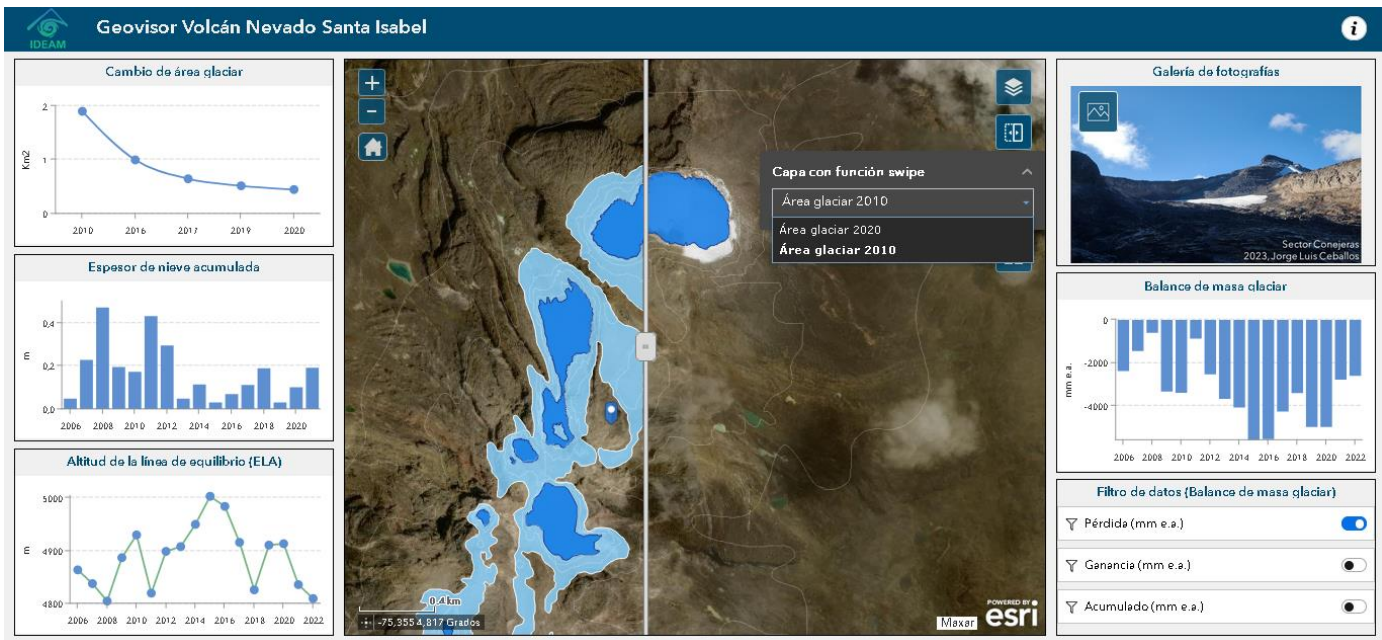 IDEAM
Geovisor Volcán Nevado Santa Isabel
i
Cambio de área glaciar
2
1
0
Km2
2010 2016 2017 2019 2020
Espesor de nieve acumulada
0,4
0,2
0,0
m
2006 2008 2010 2012 2014 2016 2018 2020
Altitud de la línea de equilibrio (ELA)
5000
4900
4800
m
2006 2008 2010 2012 2014 2016 2018 2020 2022
+
−
Capa con función swipe
Área glaciar 2010
Área glaciar 2020
Área glaciar 2010
0,4 km
-75,355 4,817 Grados
Maxar
POWERED BY
esri
Galería de fotografías
Sector Conejeras
2023, Jorge Luis Ceballos
Balance de masa glaciar
0
-2000
-4000
mm e.a.
2006 2008 2010 2012 2014 2016 2018 2020 2022
Filtro de datos (Balance de masa glaciar)
Pérdida (mm e.a.)
Ganancia (mm e.a.)
Acumulado (mm e.a.)